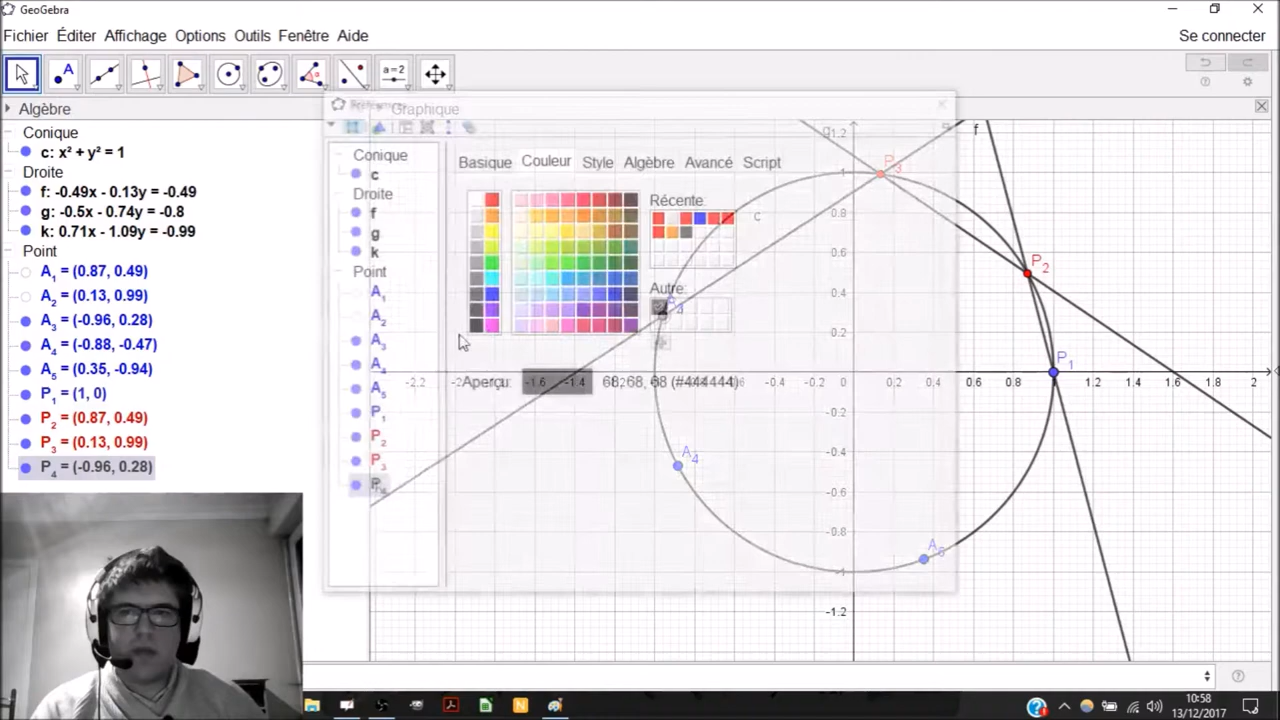 GeoGebra
Fichier Éditer Affichage Options Outils Fenêtre Aide Se connecter
A
a=2
Algèbre
Graphique
Conique
c: x² + y² = 1
Droite
f: -0.49x - 0.13y = -0.49
g: -0.5x - 0.74y = -0.8
k: 0.71x - 1.09y = -0.99
Point
A₁ = (0.87, 0.49)
A₂ = (0.13, 0.99)
A₃ = (-0.96, 0.28)
A₄ = (-0.88, -0.47)
A₅ = (0.35, -0.94)
P₁ = (1, 0)
P₂ = (0.87, 0.49)
P₃ = (0.13, 0.99)
P₄ = (-0.96, 0.28)
Conique
c
Droite
f
g
k
Point
A₁
A₂
A₃
A₄
A₅
P₁
P₂
P₃
P₄
Basique Couleur Style Algèbre Avancé Script
Récente:
Autre:
Aperçu: 68, 68, 68 (#444444)
g 1.2 f
P₃
1
0.8 c
0.6
P₂
0.4
0.2
P₁
-2.2 -1.6 -1.4 -0.4 -0.2 0 0.2 0.4 0.6 0.8 1 1.2 1.4 1.6 1.8 2
-0.2
-0.4
A₄
-0.6
-0.8
A₅
-1
-1.2
10:58
13/12/2017